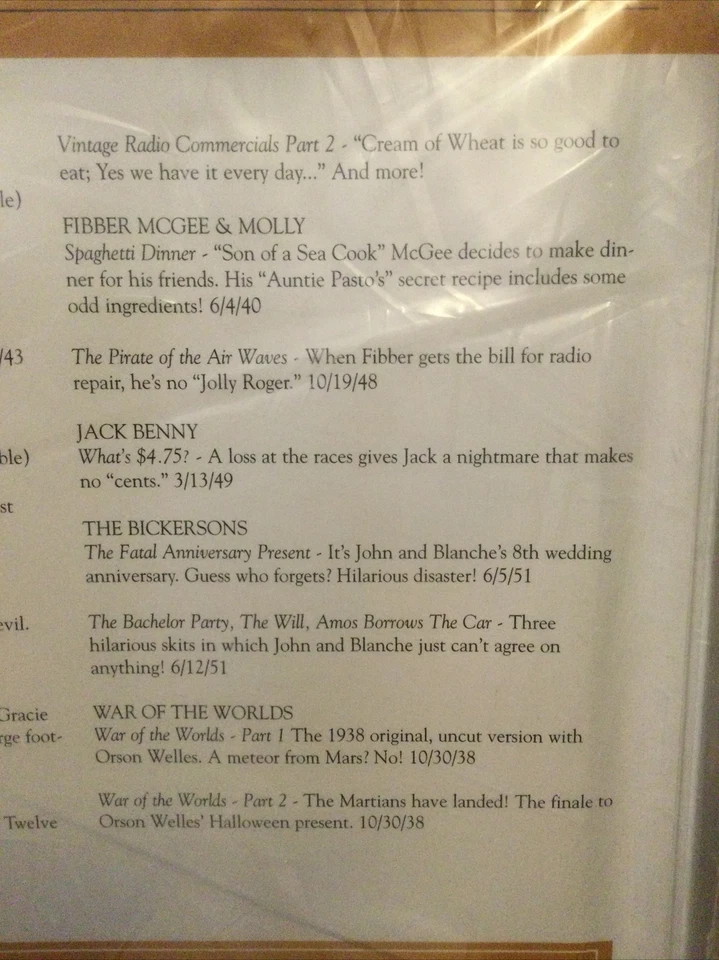 Vintage Radio Commercials Part 2 - “Cream of Wheat is so good to
eat; Yes we have it every day...” And more!
le)
FIBBER MCGEE & MOLLY
Spaghetti Dinner - “Son of a Sea Cook” McGee decides to make din-
ner for his friends. His “Auntie Pasto's” secret recipe includes some
odd ingredients! 6/4/40
/43
The Pirate of the Air Waves - When Fibber gets the bill for radio
repair, he's no “Jolly Roger.” 10/19/48
JACK BENNY
ble)
What's $4.75? - A loss at the races gives Jack a nightmare that makes
no “cents.” 3/13/49
st
THE BICKERSONS
The Fatal Anniversary Present - It's John and Blanche's 8th wedding
anniversary. Guess who forgets? Hilarious disaster! 6/5/51
evil.
The Bachelor Party, The Will, Amos Borrows The Car - Three
hilarious skits in which John and Blanche just can't agree on
anything! 6/12/51
Gracie
rge foot-
WAR OF THE WORLDS
War of the Worlds - Part 1 The 1938 original, uncut version with
Orson Welles. A meteor from Mars? No! 10/30/38
War of the Worlds - Part 2 - The Martians have landed! The finale to
Twelve
Orson Welles' Halloween present. 10/30/38